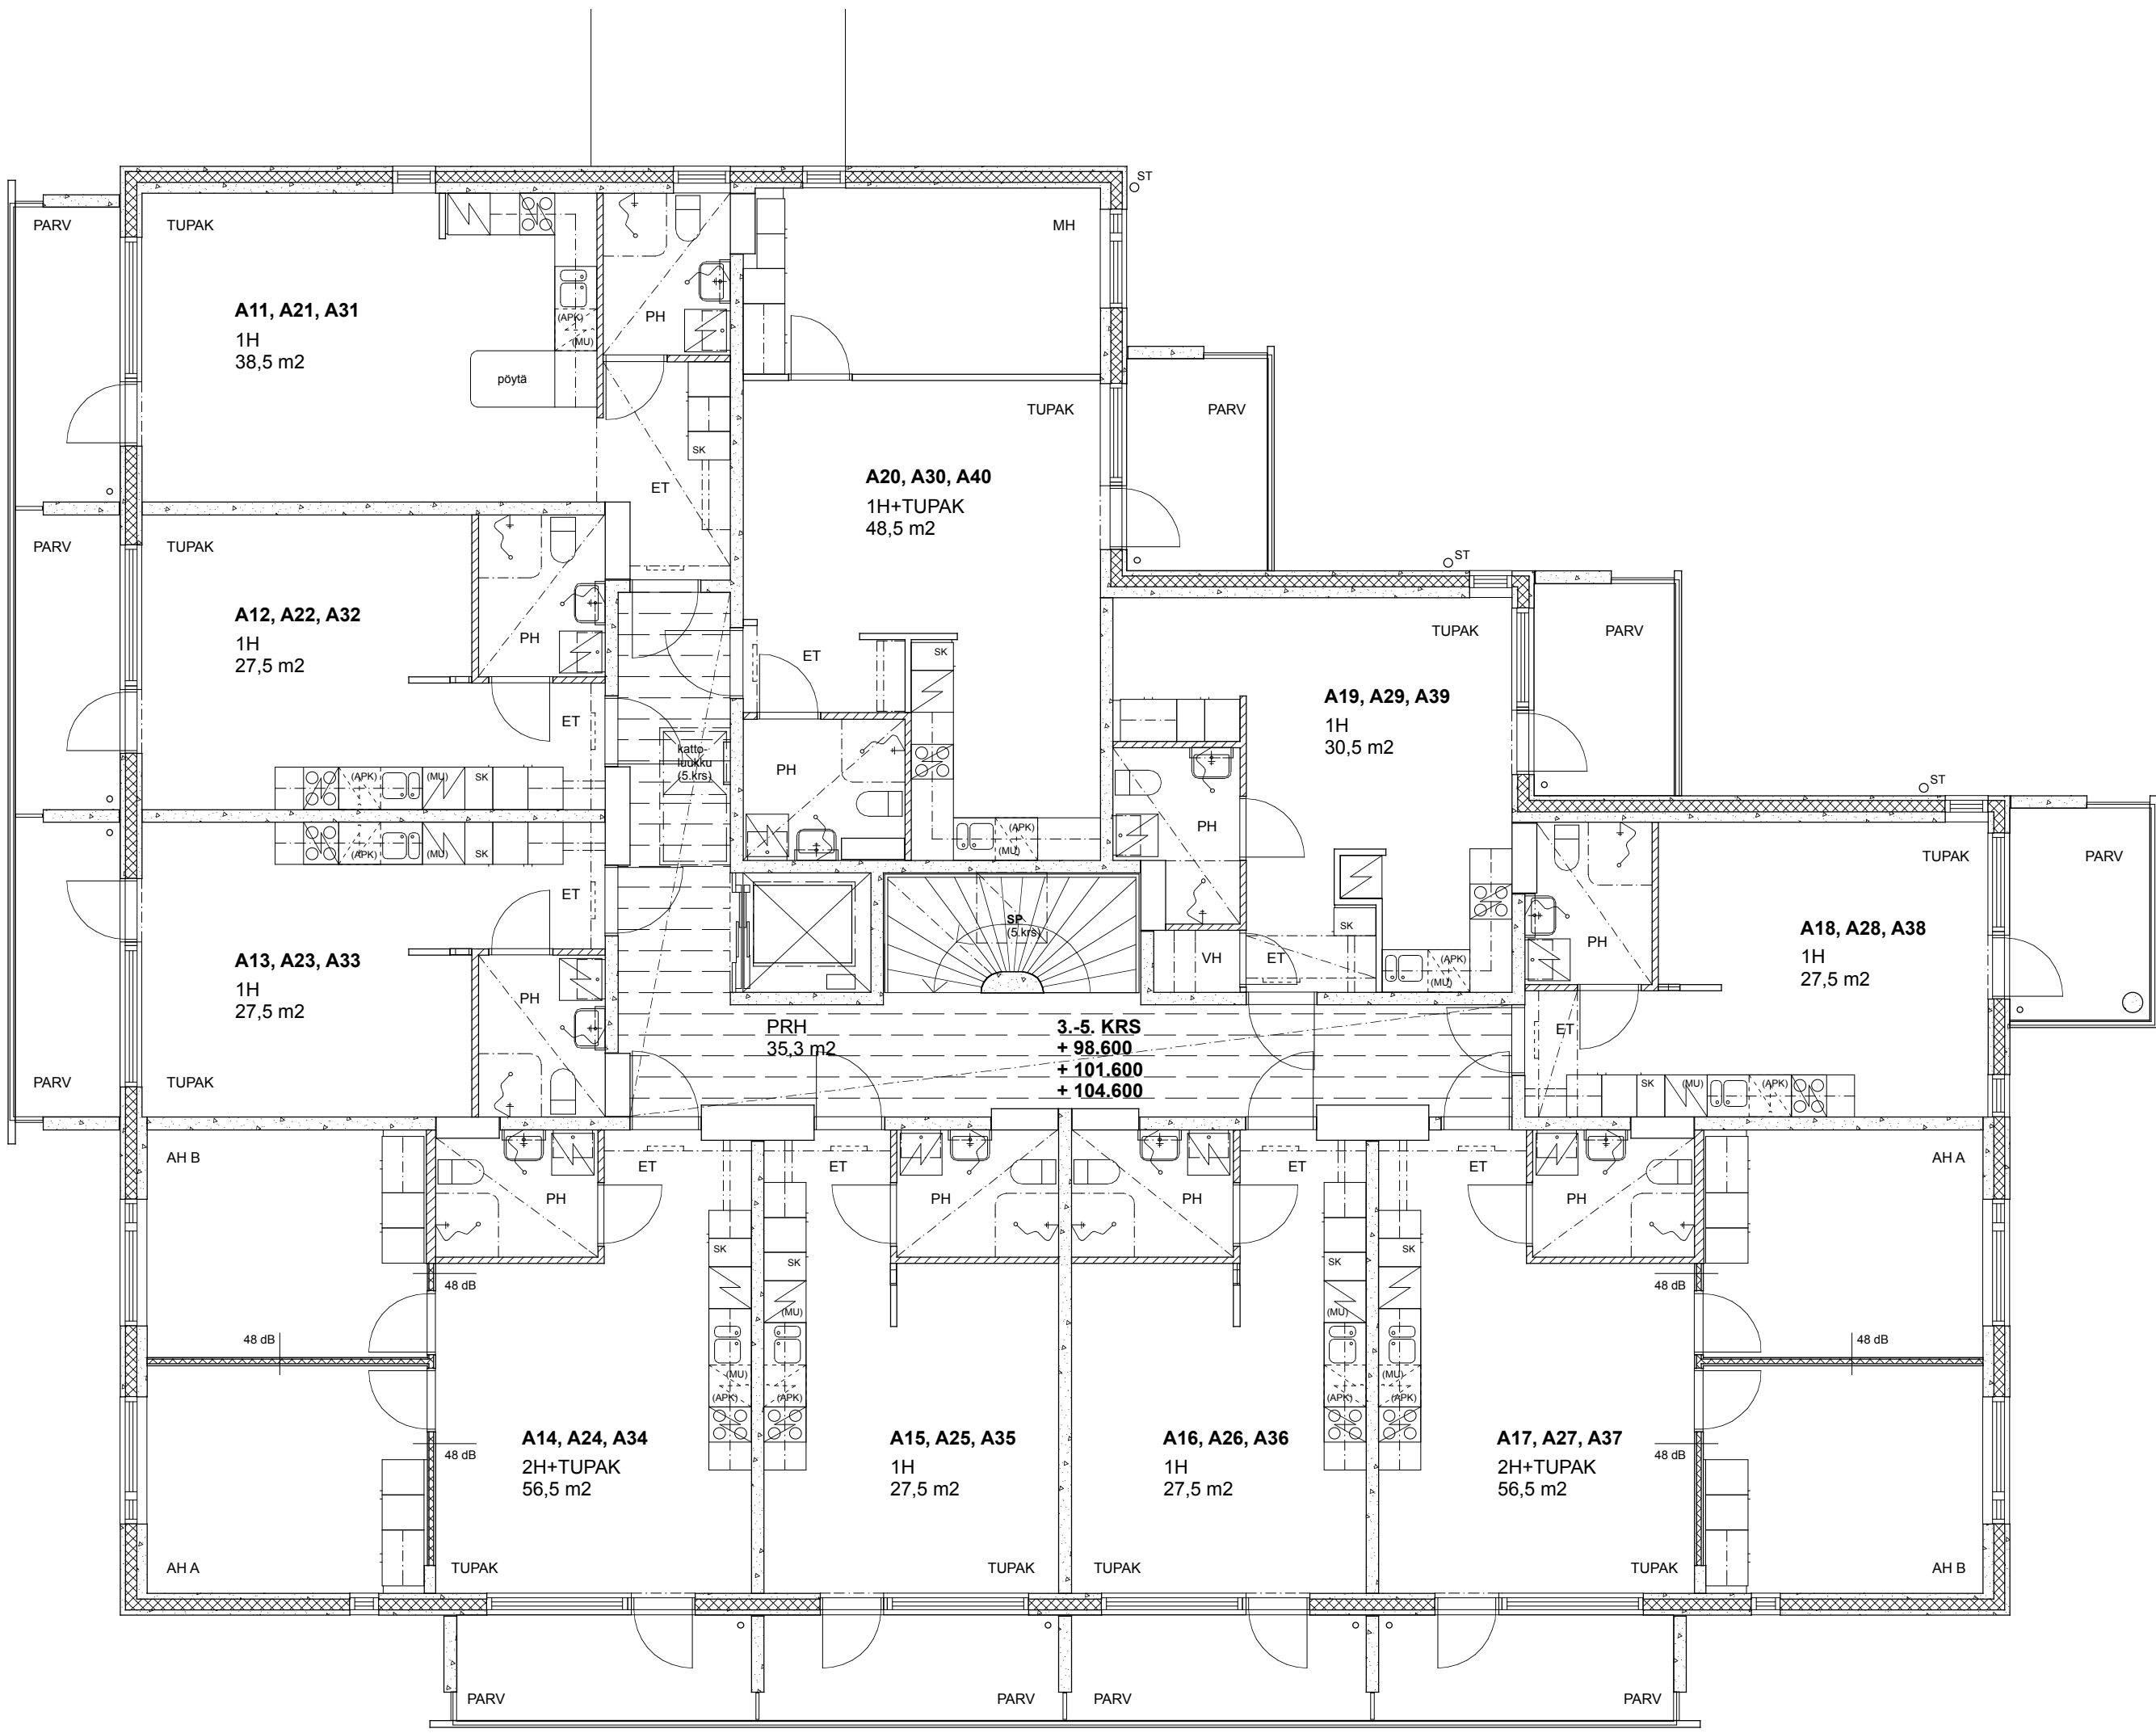 ST
PARV
TUPAK
MH
A11, A21, A31
1H
38,5 m2
(APK)
(MU)
PH
pöytä
SK
ET
TUPAK
PARV
A20, A30, A40
1H+TUPAK
48,5 m2
PARV
TUPAK
ST
A12, A22, A32
1H
27,5 m2
PH
ET
SK
TUPAK
PARV
A19, A29, A39
1H
30,5 m2
ET
katto-
luukku
(5.krs)
PH
(APK)
(MU)
SK
ST
(APK)
(MU)
PH
(APK)
(MU)
SK
TUPAK
PARV
ET
SP
(5.krs)
SK
A18, A28, A38
1H
27,5 m2
PH
A13, A23, A33
1H
27,5 m2
VH
ET
(APK)
(MU)
PH
PRH
35,3 m2
3.-5. KRS
+ 98.600
+ 101.600
+ 104.600
ET
PARV
TUPAK
SK
(MU)
(APK)
AH B
ET
ET
ET
ET
AH A
PH
PH
PH
PH
SK
SK
SK
SK
48 dB
48 dB
(MU)
(MU)
48 dB
48 dB
(MU)
(MU)
(APK)
(APK)
(APK)
(APK)
A14, A24, A34
2H+TUPAK
56,5 m2
A15, A25, A35
1H
27,5 m2
A16, A26, A36
1H
27,5 m2
A17, A27, A37
2H+TUPAK
56,5 m2
48 dB
48 dB
AH A
TUPAK
TUPAK
TUPAK
TUPAK
AH B
PARV
PARV
PARV
PARV